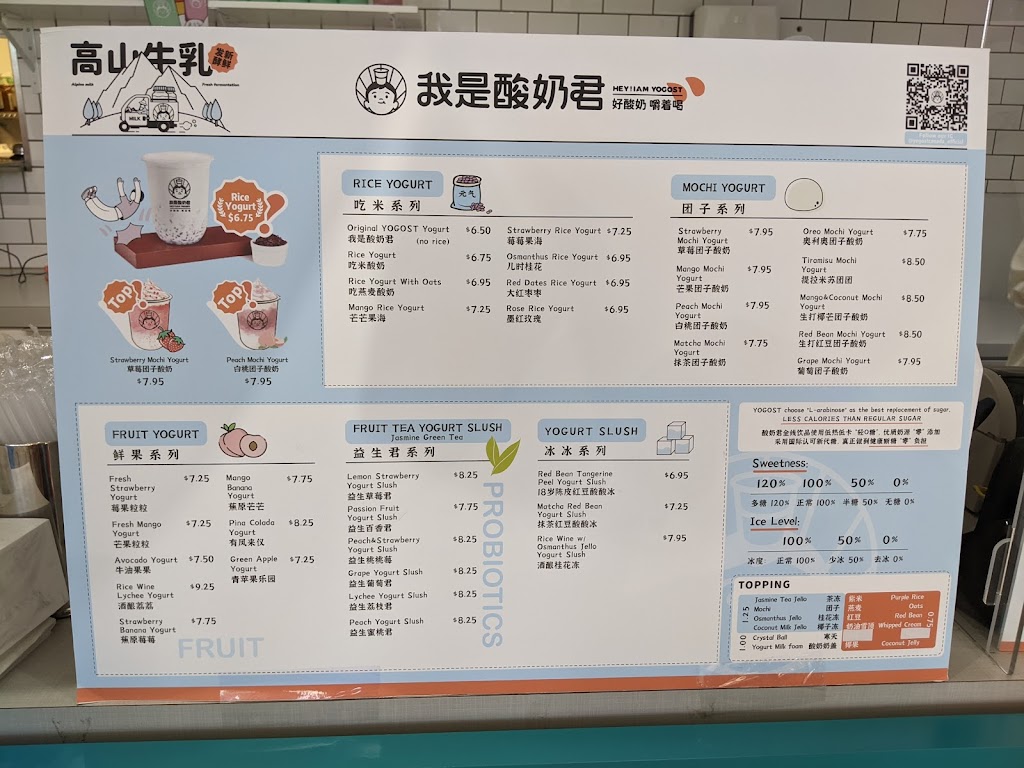 高山牛乳
发新
酵鲜
Alpine milk
Fresh fermentation
MILK
我是酸奶君
HEY! I AM YOGOST
好酸奶 嚼着喝
Rice
Yogurt
$6.75
Top
Top
Strawberry Mochi Yogurt
草莓团子酸奶
$7.95
Peach Mochi Yogurt
白桃团子酸奶
$7.95
RICE YOGURT
元气
吃米系列
Original YOGOST Yogurt $6.50
我是酸奶君 (no rice)
Rice Yogurt $6.75
吃米酸奶
Rice Yogurt With Oats $6.95
吃燕麦酸奶
Mango Rice Yogurt $7.25
芒芒果海
Strawberry Rice Yogurt $7.25
莓莓果海
Osmanthus Rice Yogurt $6.95
儿时桂花
Red Dates Rice Yogurt $6.95
大红枣枣
Rose Rice Yogurt $6.95
墨红玫瑰
MOCHI YOGURT
团子系列
Strawberry $7.95
Mochi Yogurt
草莓团子酸奶
Mango Mochi $7.95
Yogurt
芒果团子酸奶
Peach Mochi $7.95
Yogurt
白桃团子酸奶
Matcha Mochi $7.75
Yogurt
抹茶团子酸奶
Oreo Mochi Yogurt $7.75
奥利奥团子酸奶
Tiramisu Mochi $8.50
Yogurt
提拉米苏团团
Mango&Coconut Mochi $8.50
Yogurt
生打椰芒团子酸奶
Red Bean Mochi Yogurt $8.50
生打红豆团子酸奶
Grape Mochi Yogurt $7.95
葡萄团子酸奶
FRUIT YOGURT
鲜果系列
Fresh $7.25
Strawberry
Yogurt
莓果粒粒
Fresh Mango $7.25
Yogurt
芒果粒粒
Avocado Yogurt $7.50
牛油果果
Rice Wine $9.25
Lychee Yogurt
酒酿荔荔
Strawberry $7.75
Banana Yogurt
蕉原莓莓
Mango $7.75
Banana
Yogurt
蕉原芒芒
Pina Colada $8.25
Yogurt
有凤来仪
Green Apple $7.25
Yogurt
青苹果乐园
FRUIT
FRUIT TEA YOGURT SLUSH
Jasmine Green Tea
益生君系列
Lemon Strawberry $8.25
Yogurt Slush
益生草莓君
Passion Fruit $7.75
Yogurt Slush
益生百香君
Peach&Strawberry $8.25
Yogurt Slush
益生桃桃莓
Grape Yogurt Slush $8.25
益生葡萄君
Lychee Yogurt Slush $8.25
益生荔枝君
Peach Yogurt Slush $8.25
益生蜜桃君
PROBIOTICS
YOGURT SLUSH
冰冰系列
Red Bean Tangerine $6.95
Peel Yogurt Slush
18岁陈皮红豆酸酸冰
Matcha Red Bean $7.25
Yogurt Slush
抹茶红豆酸酸冰
Rice Wine w/ $7.95
Osmanthus Jello
Yogurt Slush
酒酿桂花冻
YOGOST choose "L-arabinose" as the best replacement of sugar.
LESS CALORIES THAN REGULAR SUGAR
Sweetness:
120% 100% 50% 0%
多糖 120% 正常 100% 半糖 50% 无糖 0%
Ice Level:
100% 50% 0%
冰度: 正常 100% 少冰 50% 去冰 0%
TOPPING
1.25
Jasmine Tea Jello 茶冻
Mochi 团子
Osmanthus Jello 桂花冻
Coconut Milk Jello 椰子冻
1.00
Crystal Ball 寒天
Yogurt Milk foam 酸奶奶盖
紫米 Purple Rice
燕麦 Oats
红豆 Red Bean
奶油雪顶 Whipped Cream
椰果 Coconut Jelly
0.75